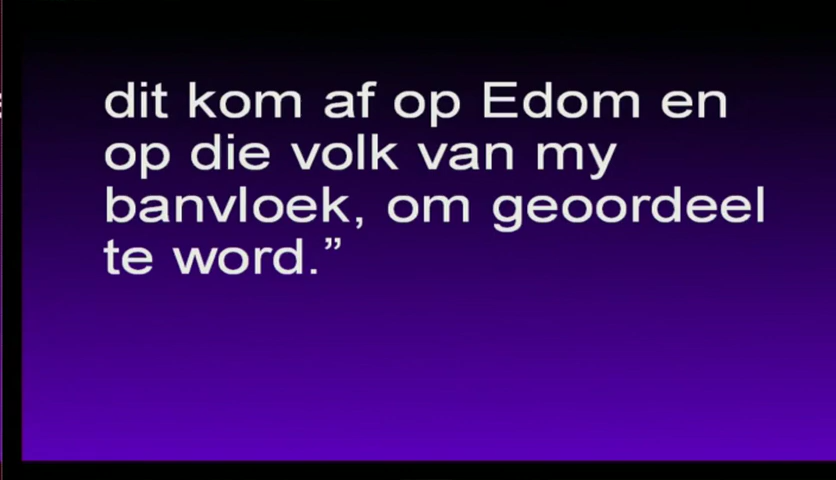 dit kom af op Edom en
op die volk van my
banvloek, om geoordeel
te word.”